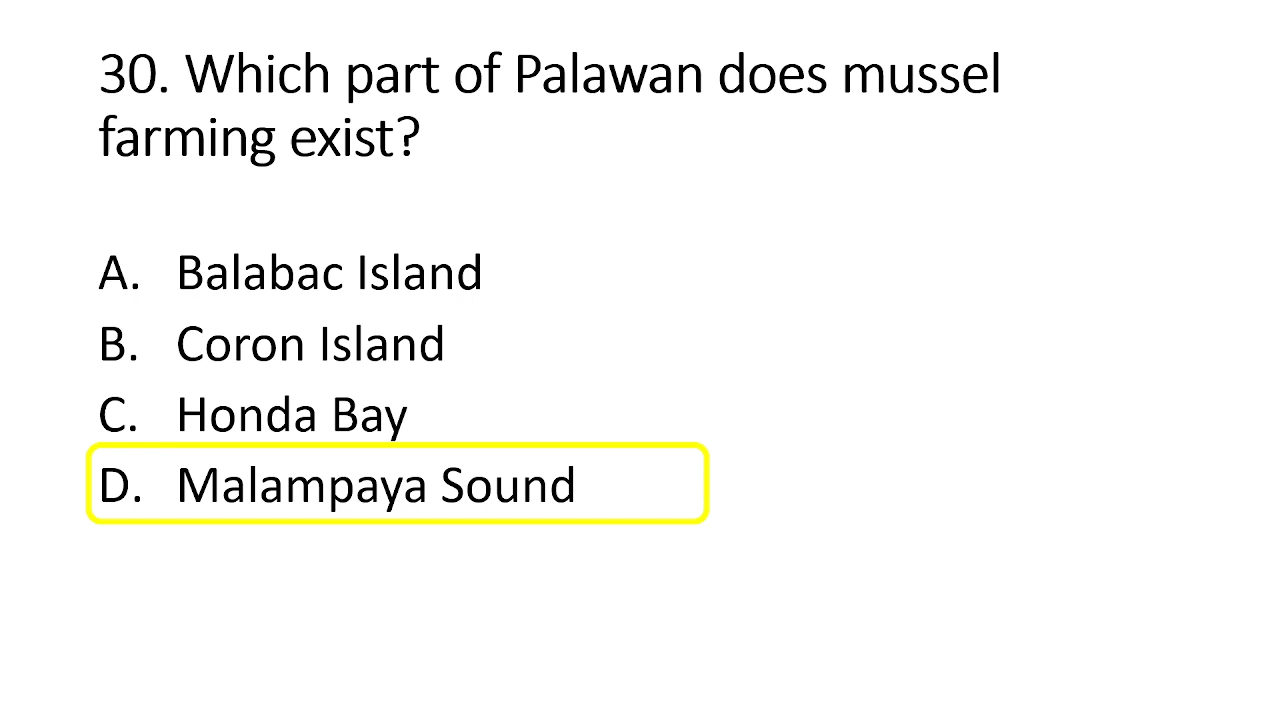 30. Which part of Palawan does mussel
farming exist?
A. Balabac Island
B. Coron Island
C. Honda Bay
D. Malampaya Sound